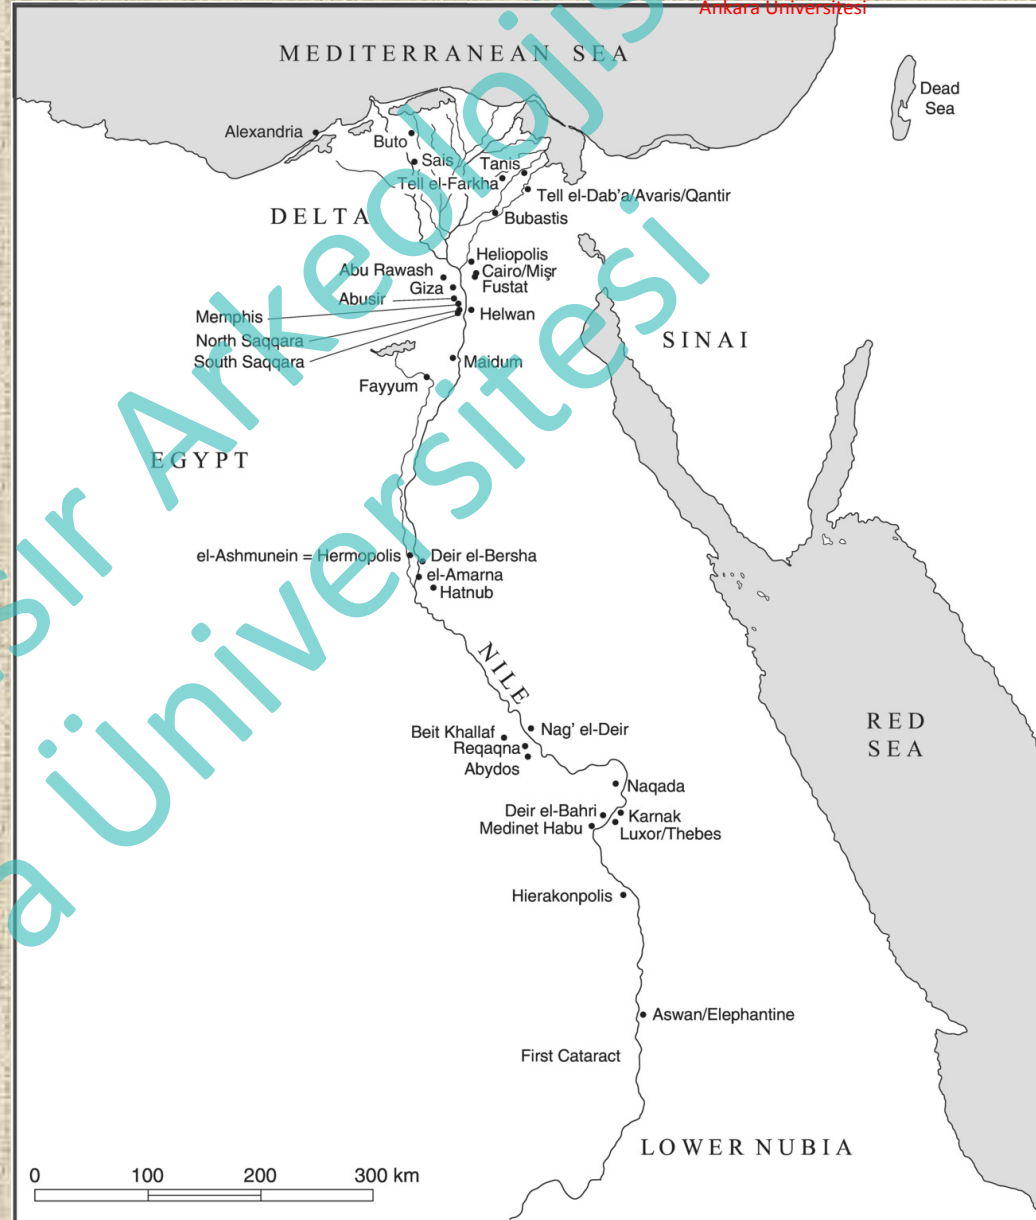 Ankara Üniversitesi
MEDITERRANEAN SEA
Dead
Sea
Alexandria
Buto
Sais
Tanis
Tell el-Farkha
Tell el-Dab'a/Avaris/Qantir
DELTA
Bubastis
Heliopolis
Abu Rawash
Cairo/Mişr
Giza
Fustat
Abusir
Memphis
Helwan
North Saqqara
SINAI
South Saqqara
Maidum
Fayyum
EGYPT
el-Ashmunein = Hermopolis
Deir el-Bersha
el-Amarna
Hatnub
NILE
Nag' el-Deir
Beit Khallaf
Reqaqna
Abydos
RED
SEA
Naqada
Deir el-Bahri
Karnak
Medinet Habu
Luxor/Thebes
Hierakonpolis
Aswan/Elephantine
First Cataract
LOWER NUBIA
0 100 200 300 km
Arkeolojis
Üniversitesi